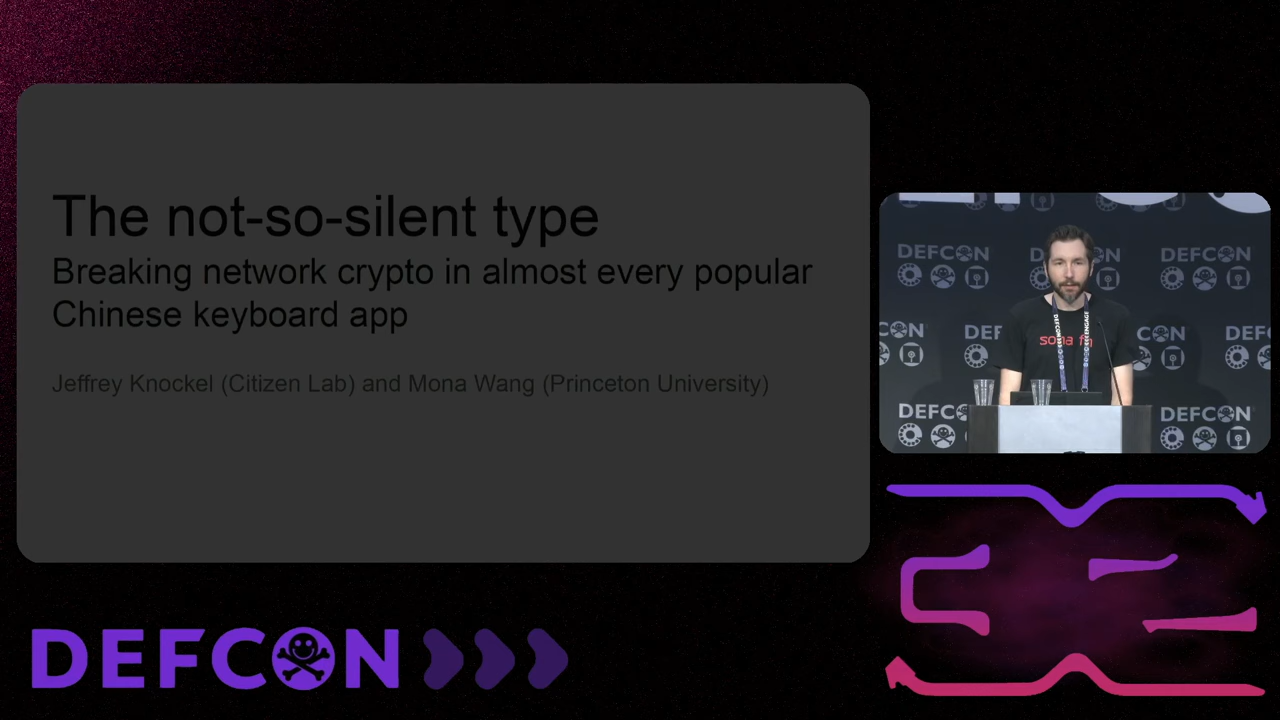 The not-so-silent type
Breaking network crypto in almost every popular
Chinese keyboard app
Jeffrey Knockel (Citizen Lab) and Mona Wang (Princeton University)
DEFCON
DEFCON
DEFCON
DEF
DEFCON
DEFCON
DEFCON